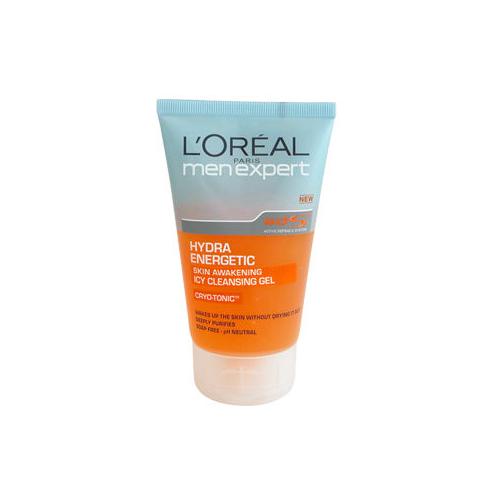 L'ORÉAL
PARIS
men expert
NEW
HYDRA
ENERGETIC
SKIN AWAKENING
ICY CLEANSING GEL
CRYO-TONIC™
WAKES UP THE SKIN WITHOUT DRYING IT OUT
DEEPLY PURIFIES
SOAP FREE - pH NEUTRAL